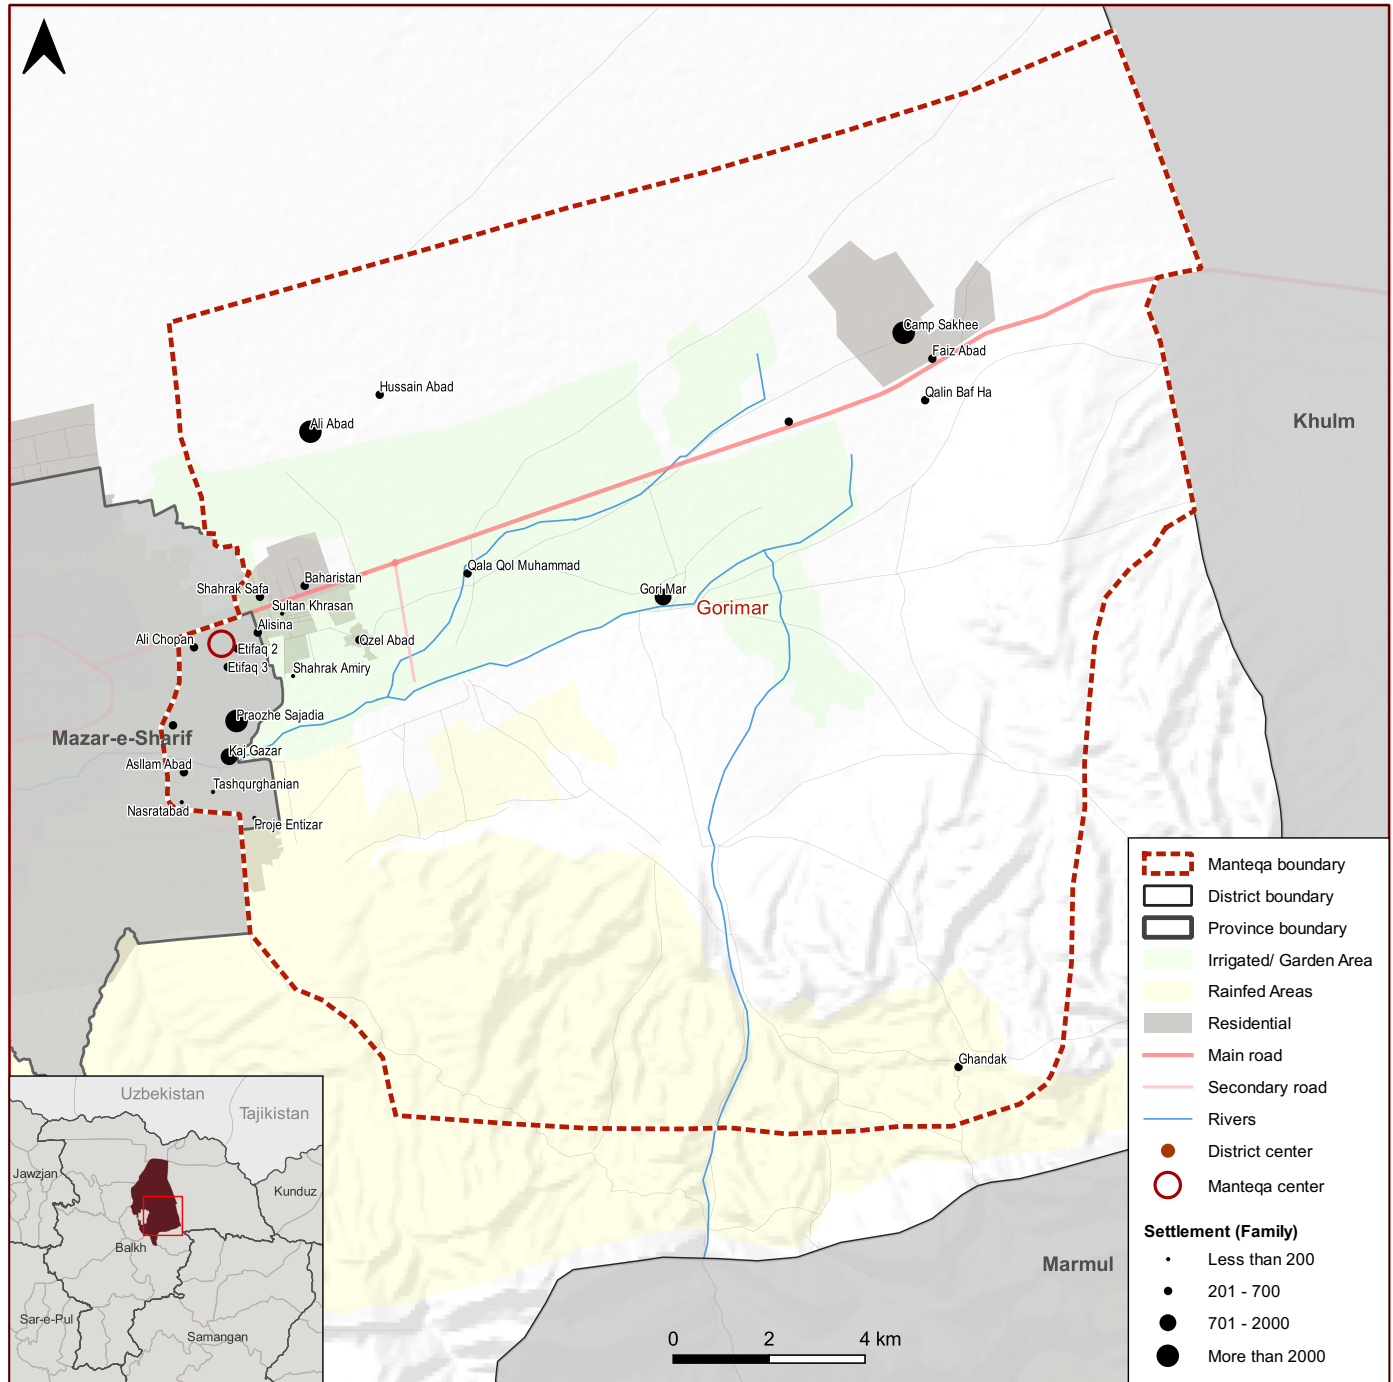 Camp Sakhee
Faiz Abad
Hussain Abad
Qalin Baf Ha
Ali Abad
Khulm
Qala Qol Muhammad
Baharistan
Shahrak Safa
Gori Mar
Sultan Khrasan
Gorimar
Alisina
Ali Chopan
Qzel Abad
Etifaq 2
Etifaq 3
Shahrak Amiry
Praozhe Sajadia
Mazar-e-Sharif
Kaj Gazar
Asllam Abad
Tashqurghanian
Nasratabad
Proje Entizar
Ghandak
Marmul
0 2 4 km
Uzbekistan
Tajikistan
Jawzjan
Kunduz
Balkh
Sar-e-Pul
Samangan
Manteqa boundary
District boundary
Province boundary
Irrigated/ Garden Area
Rainfed Areas
Residential
Main road
Secondary road
Rivers
District center
Manteqa center
Settlement (Family)
Less than 200
201 - 700
701 - 2000
More than 2000